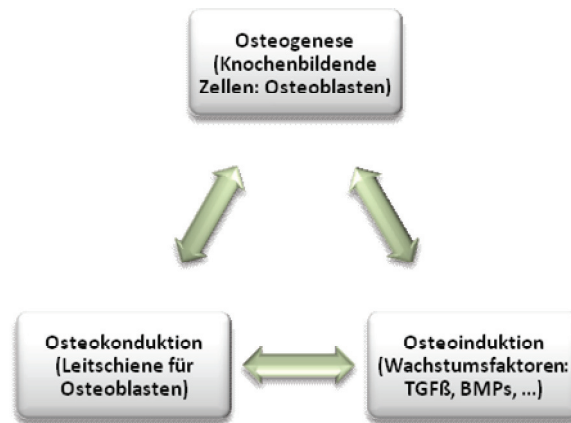 Osteogenese
(Knochenbildende
Zellen: Osteoblasten)
Osteokonduktion
(Leitschiene für
Osteoblasten)
Osteoinduktion
(Wachstumsfaktoren:
TGFß, BMPs, ...)